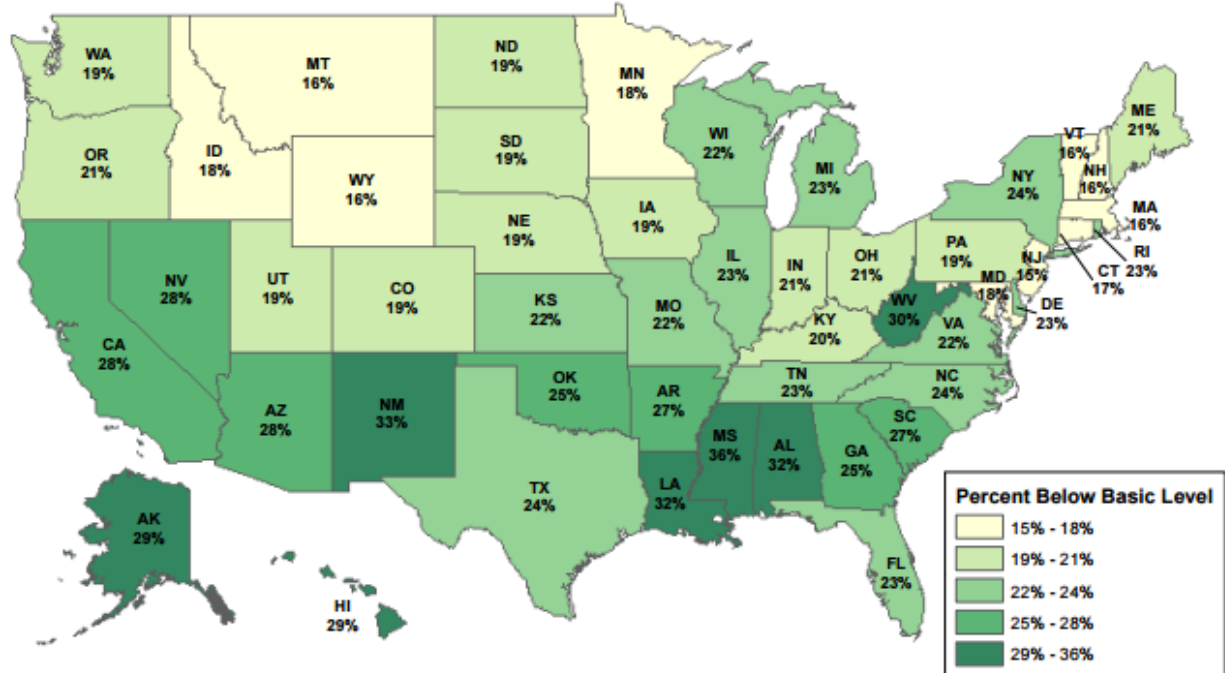 WA
19%
MT
16%
ND
19%
MN
18%
ME
21%
OR
21%
ID
18%
SD
19%
WI
22%
VT
16%
WY
16%
MI
23%
NY
24%
NH
16%
MA
16%
NE
19%
IA
19%
RI
23%
NV
28%
UT
19%
CO
19%
IL
23%
IN
21%
OH
21%
PA
19%
NJ
15%
CT
17%
MD
18%
DE
23%
KS
22%
MO
22%
WV
30%
VA
22%
CA
28%
KY
20%
TN
23%
NC
24%
AZ
28%
NM
33%
OK
25%
AR
27%
SC
27%
MS
36%
AL
32%
GA
25%
TX
24%
LA
32%
AK
29%
FL
23%
HI
29%
Percent Below Basic Level
15% - 18%
19% - 21%
22% - 24%
25% - 28%
29% - 36%